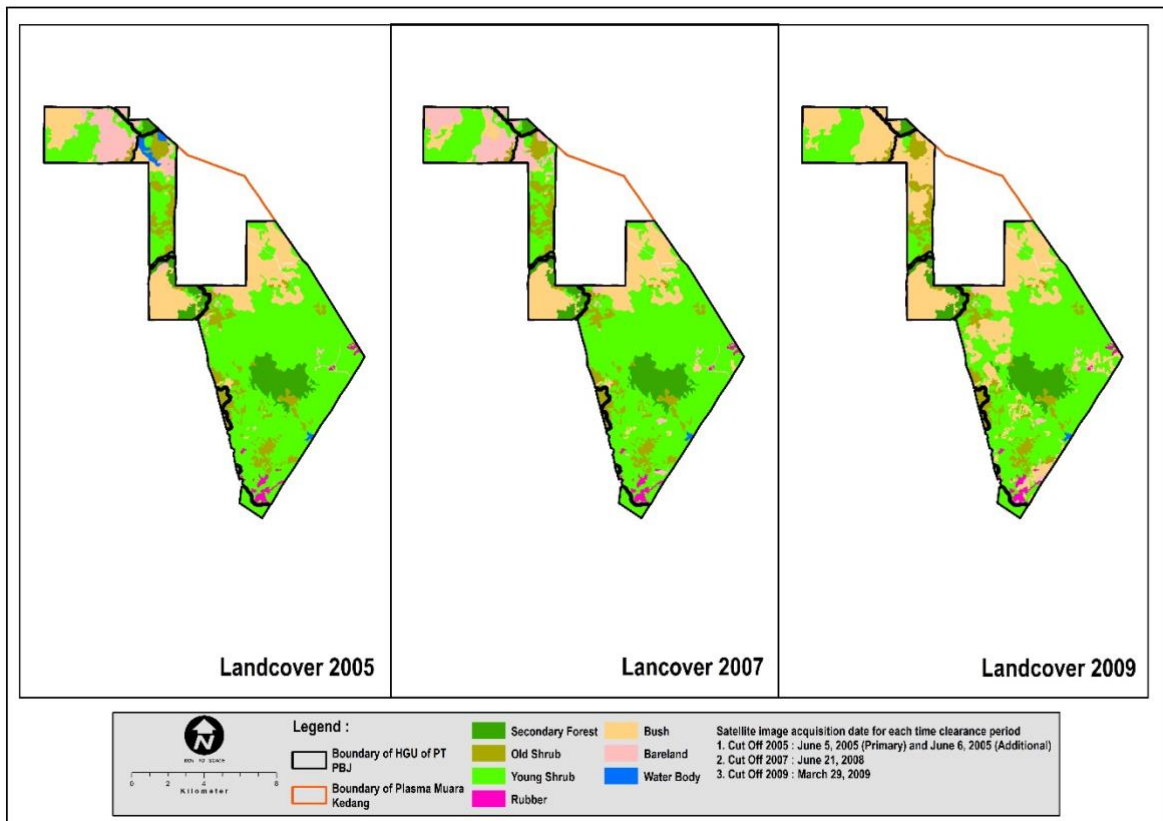 Landcover 2005
Lancover 2007
Landcover 2009
N
0 2 4 8
Kilometer
Legend :
Boundary of HGU of PT
PBJ
Boundary of Plasma Muara
Kedang
Secondary Forest
Old Shrub
Young Shrub
Rubber
Bush
Bareland
Water Body
Satellite image acquisition date for each time clearance period
1. Cut Off 2005 : June 5, 2005 (Primary) and June 6, 2005 (Additional)
2. Cut Off 2007 : June 21, 2008
3. Cut Off 2009 : March 29, 2009